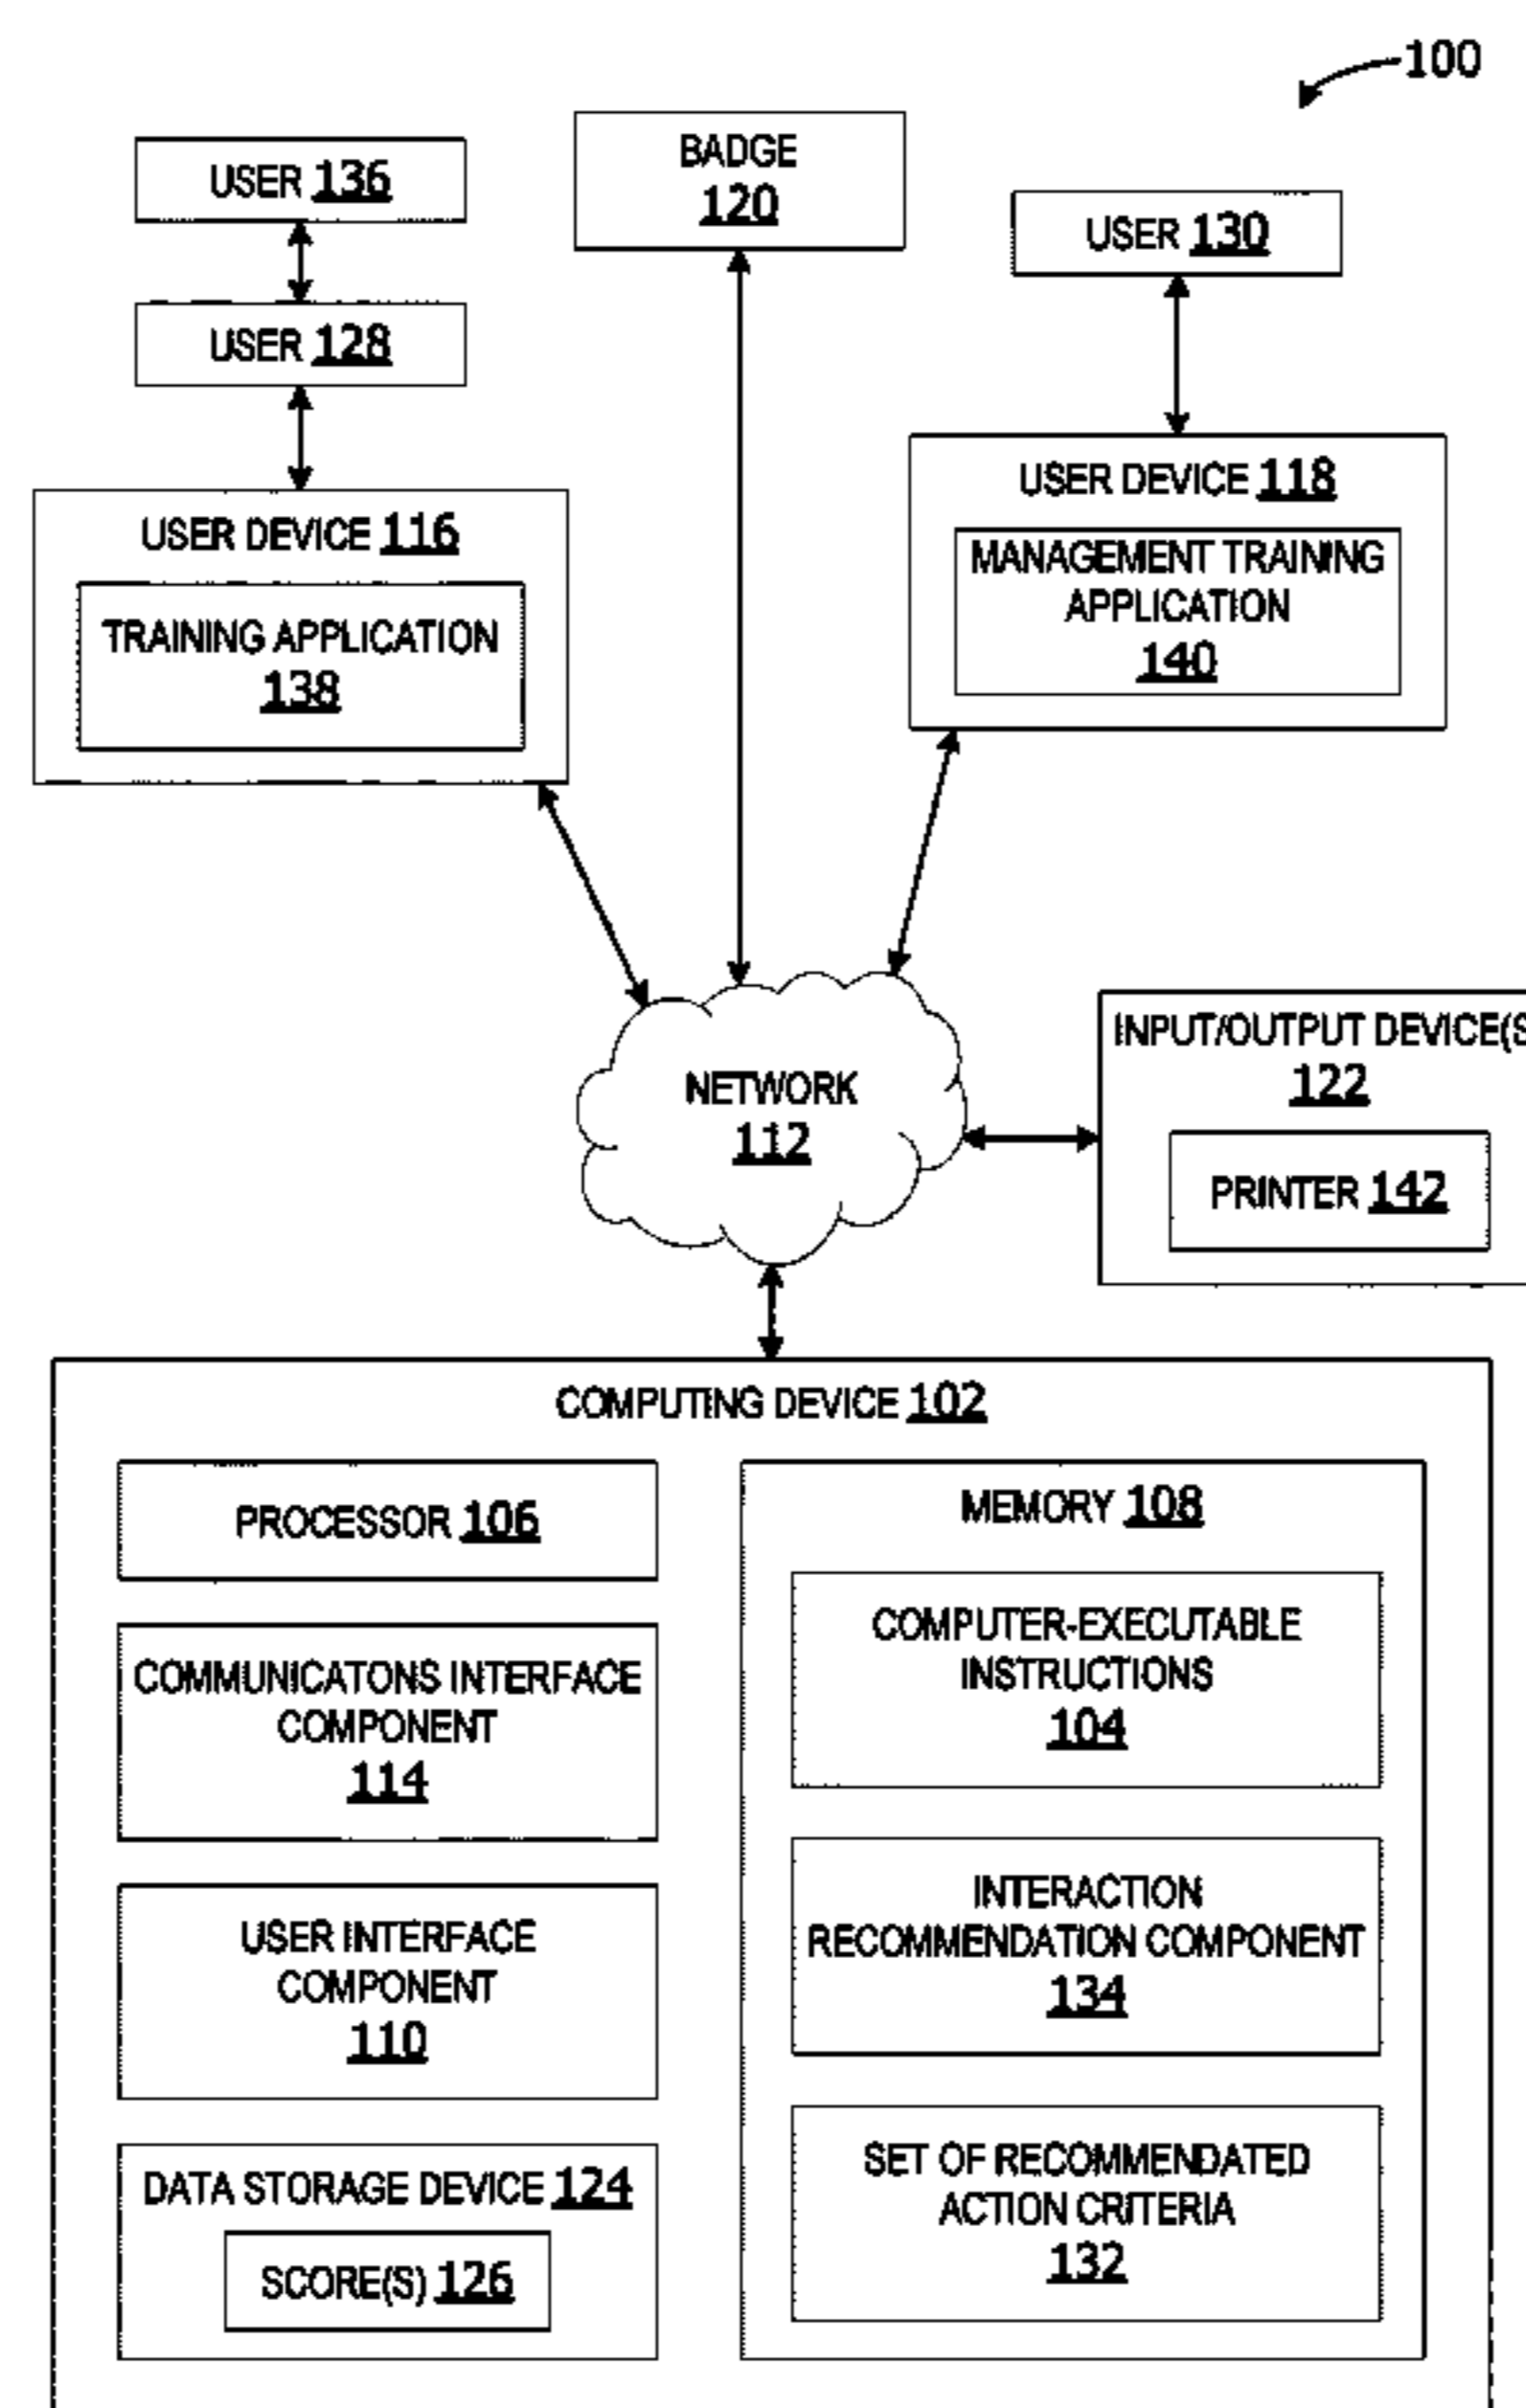 100
USER 136
BADGE
120
USER 130
USER 128
USER DEVICE 116
TRAINING APPLICATION
138
USER DEVICE 118
MANAGEMENT TRAINING
APPLICATION
140
NETWORK
112
INPUT/OUTPUT DEVICE(S
122
PRINTER 142
COMPUTING DEVICE 102
PROCESSOR 106
COMMUNICATONS INTERFACE
COMPONENT
114
USER INTERFACE
COMPONENT
110
DATA STORAGE DEVICE 124
SCORE(S) 126
MEMORY 108
COMPUTER-EXECUTABLE
INSTRUCTIONS
104
INTERACTION
RECOMMENDATION COMPONENT
134
SET OF RECOMMENDATED
ACTION CRITERIA
132